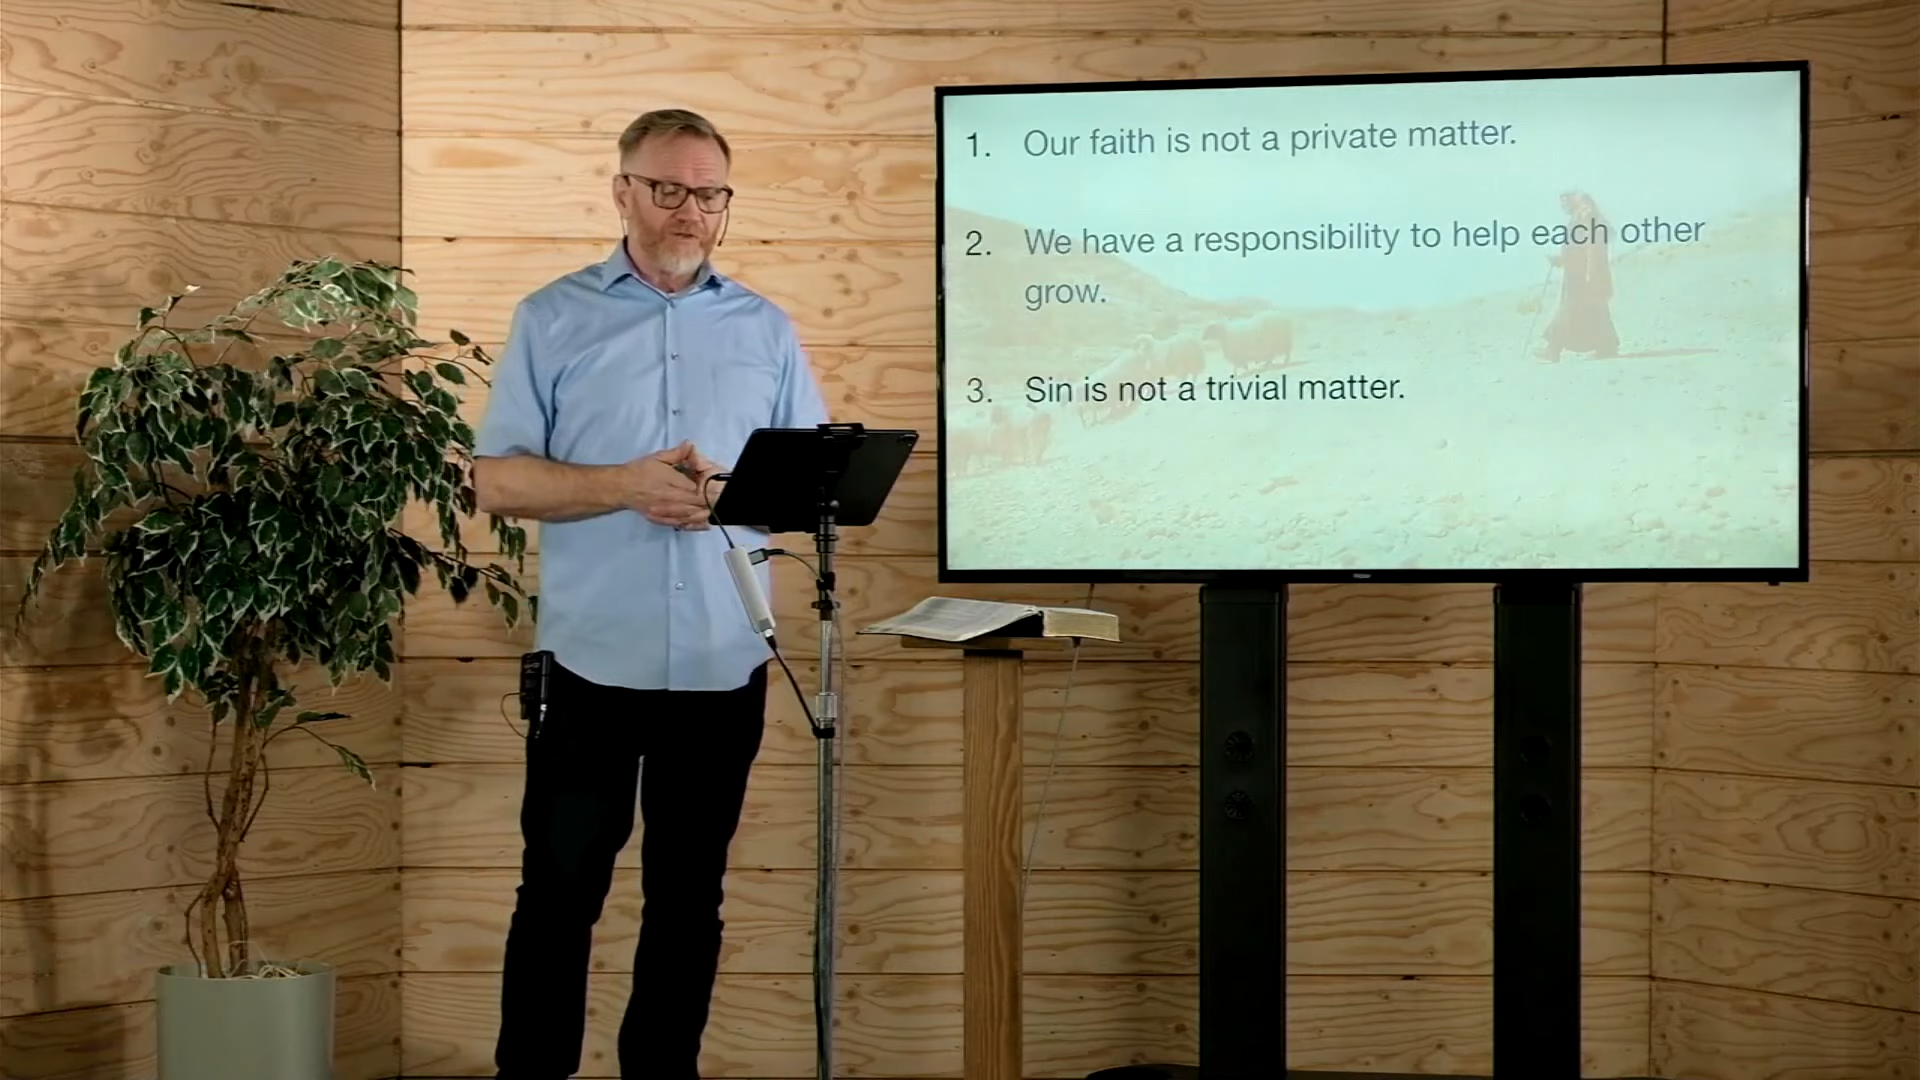 1. Our faith is not a private matter.
2. We have a responsibility to help each other
grow.
3. Sin is not a trivial matter.